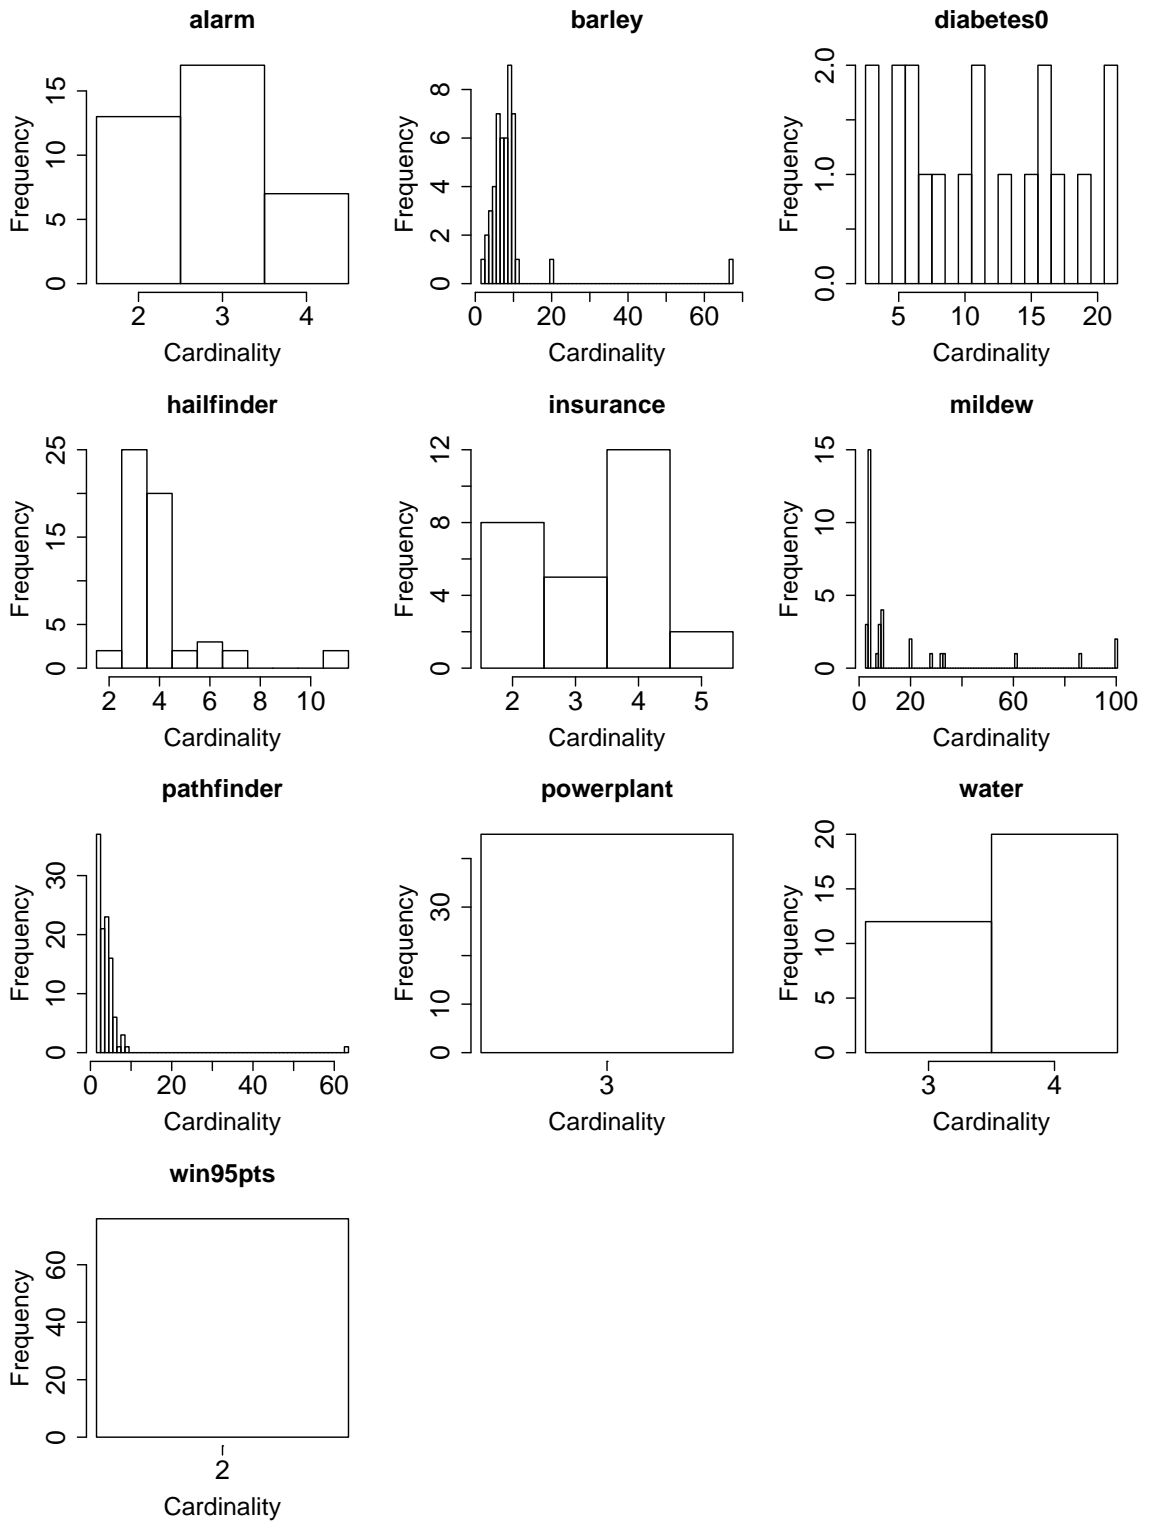 alarm
Frequency
0 5 10 15
2 3 4
Cardinality
barley
Frequency
0 2 4 6 8
0 20 40 60
Cardinality
diabetes0
Frequency
0.0 1.0 2.0
5 10 15 20
Cardinality
hailfinder
Frequency
0 5 15 25
2 4 6 8 10
Cardinality
insurance
Frequency
0 4 8 12
2 3 4 5
Cardinality
mildew
Frequency
0 5 10 15
0 20 60 100
Cardinality
pathfinder
Frequency
0 10 20 30
0 20 40 60
Cardinality
powerplant
Frequency
0 10 30
3
Cardinality
water
Frequency
0 5 10 15 20
3 4
Cardinality
win95pts
Frequency
0 20 40 60
2
Cardinality